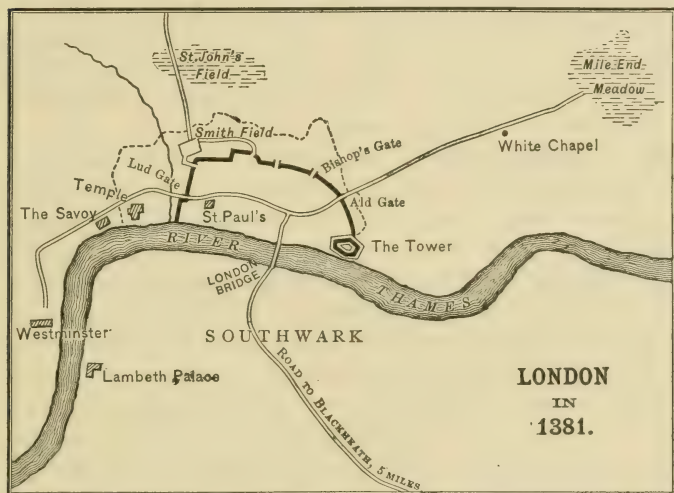 St. John's
Field
Mile End
Meadow
Smith Field
Bishop's Gate
White Chapel
Lud Gate
Temple
Ald Gate
The Savoy
St. Paul's
The Tower
RIVER
LONDON
BRIDGE
THAMES
Westminster
SOUTHWARK
Lambeth Palace
ROAD TO BLACKHEATH, 5 MILES
LONDON
IN
1381.